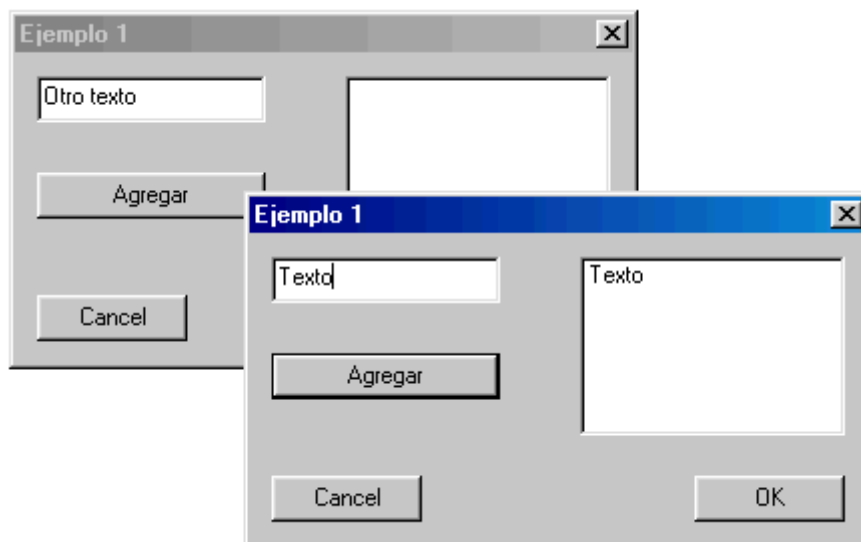 Ejemplo 1
Otro texto
Agregar
Cancel
Ejemplo 1
Texto
Texto
Agregar
Cancel
OK